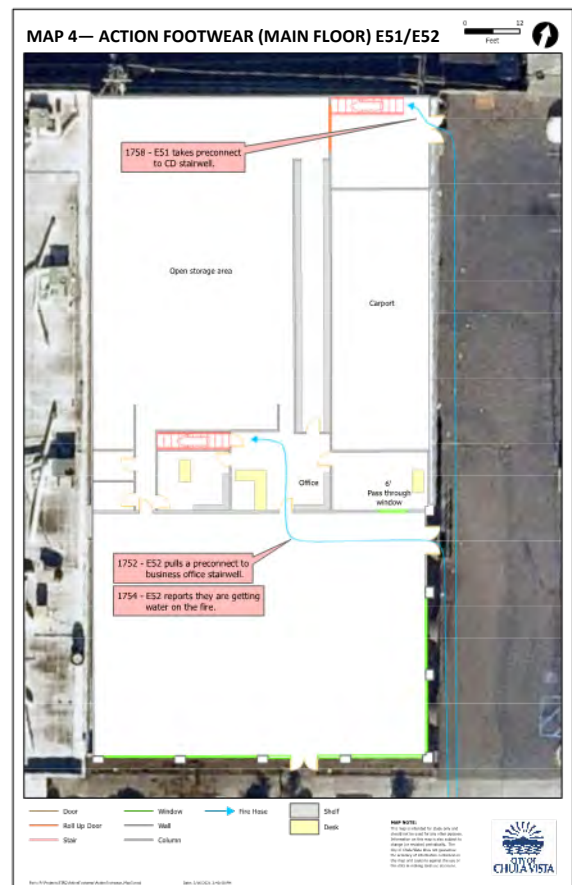 MAP 4— ACTION FOOTWEAR (MAIN FLOOR) E51/E52
0 12
Feet
1758 - E51 takes preconnect
to CD stairwell.
Open storage area
Carport
Office
6'
Pass through
window
1752 - E52 pulls a preconnect to
business office stairwell.
1754 - E52 reports they are getting
water on the fire.
Door
Roll Up Door
Stair
Window
Wall
Column
Fire Hose
Shelf
Desk
MAP NOTE:
CITY OF
CHULA VISTA